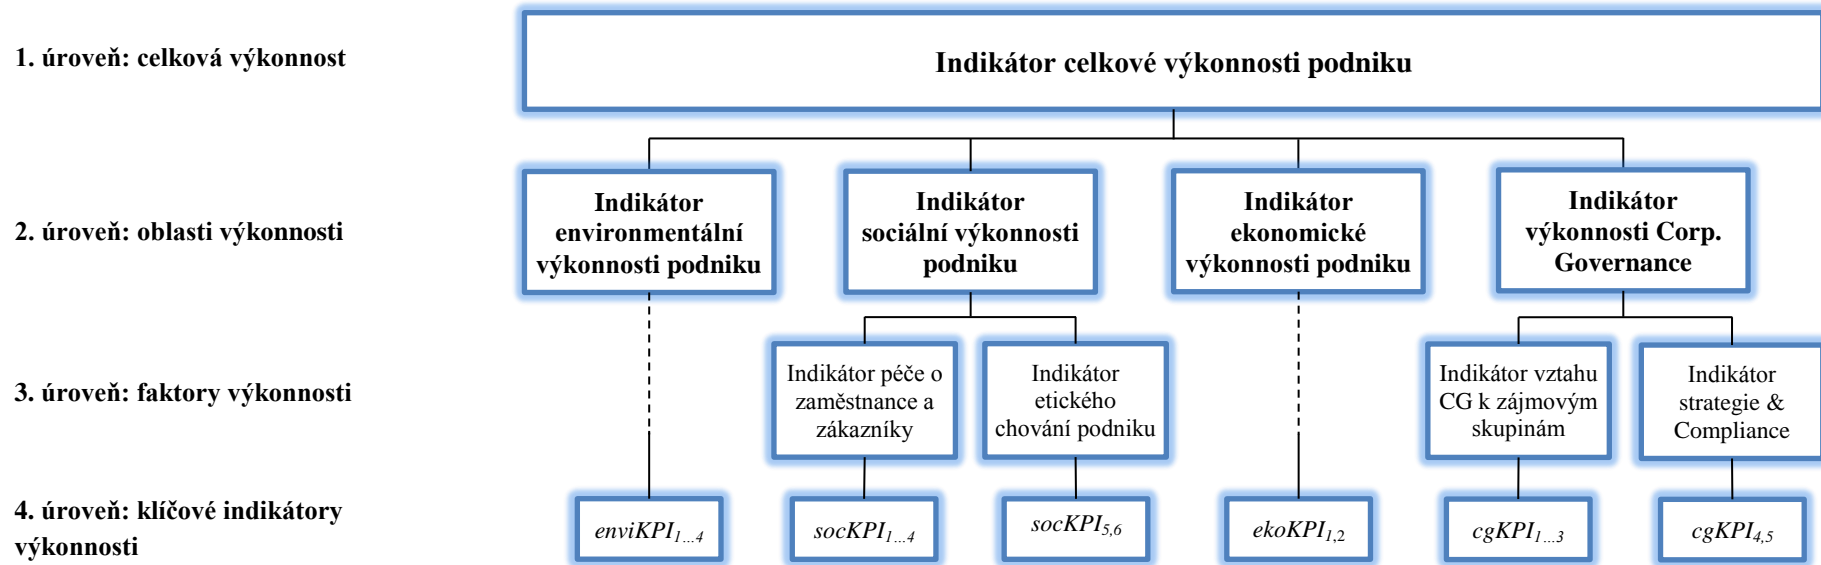 1. úroveň: celková výkonnost
Indikátor celkové výkonnosti podniku
2. úroveň: oblasti výkonnosti
Indikátor
environmentální
výkonnosti podniku
Indikátor
sociální výkonnosti
podniku
Indikátor
ekonomické
výkonnosti podniku
Indikátor
výkonnosti Corp.
Governance
3. úroveň: faktory výkonnosti
Indikátor péče o
zaměstnance a
zákazníky
Indikátor
etického
chování podniku
Indikátor vztahu
CG k zájmovým
skupinám
Indikátor
strategie &
Compliance
4. úroveň: klíčové indikátory
výkonnosti
enviKPI1...4
socKPI1...4
socKPI5,6
ekoKPI1,2
cgKPI1...3
cgKPI4,5